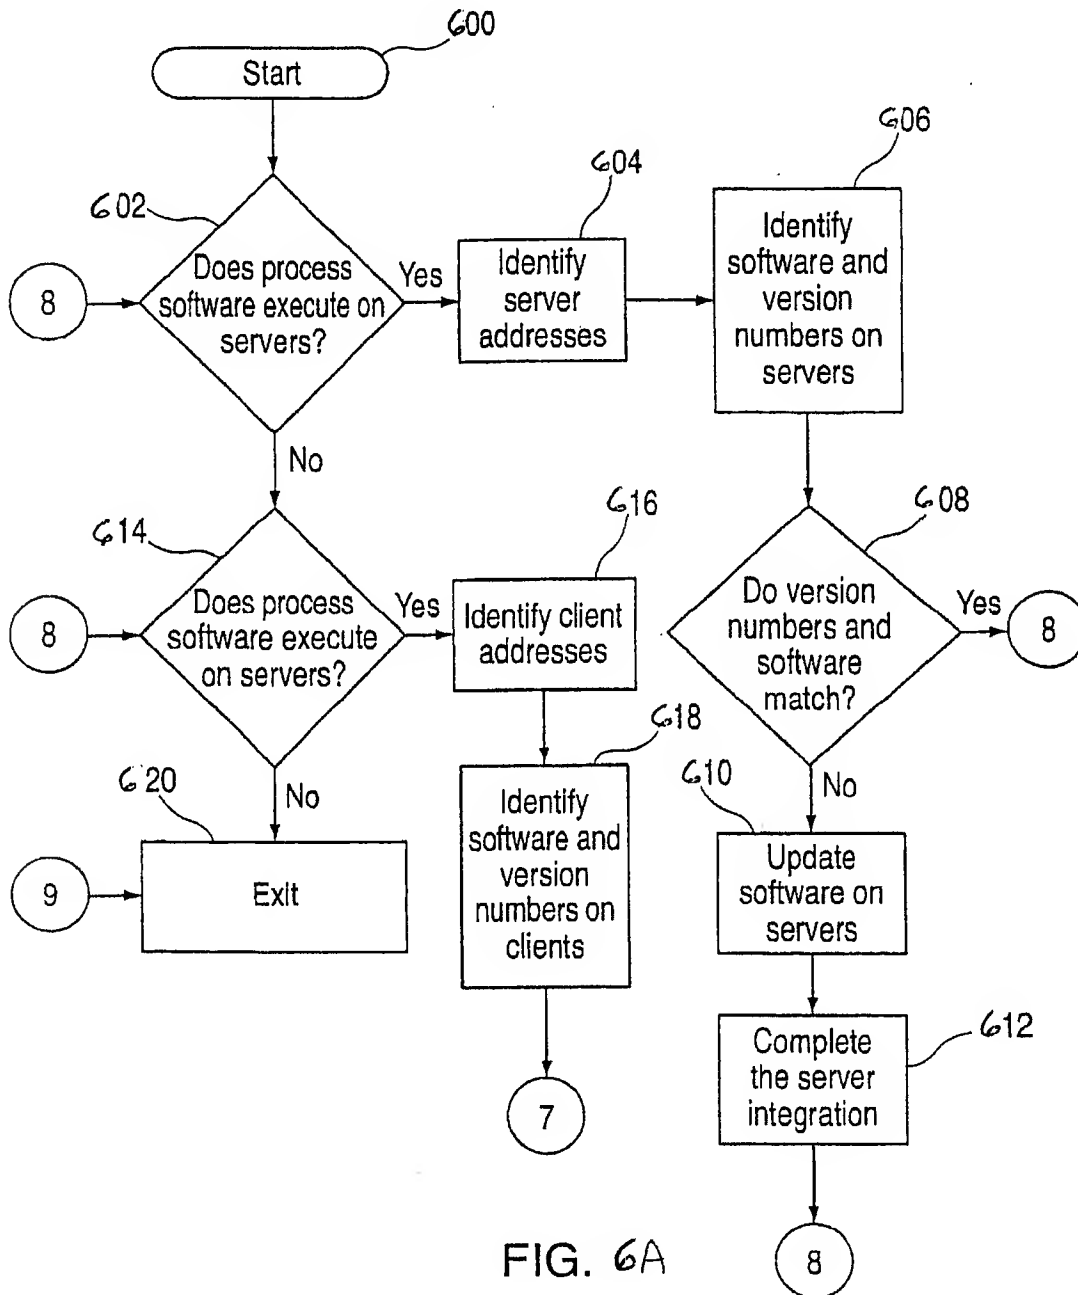 600
Start
606
604
602
Identify
software and
version
numbers on
servers
Does process
software execute on
servers?
Yes
Identify
server
addresses
8
No
616
608
614
Does process
software execute
on servers?
Yes
Identify client
addresses
Do version
numbers and
software
match?
Yes
8
8
618
620
No
610
No
Identify
software and
version
numbers on
clients
Update
software on
servers
9
Exit
612
Complete
the server
integration
7
8
FIG. 6A